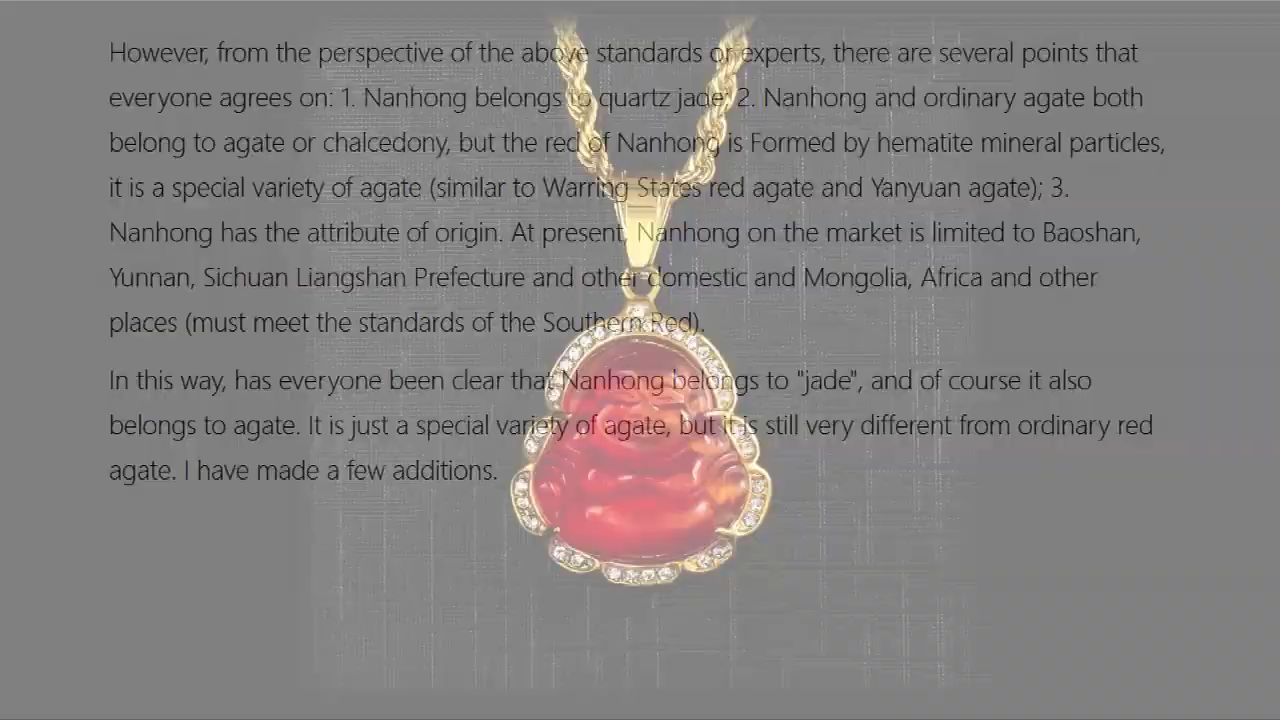 However, from the perspective of the above standards or experts, there are several points that
everyone agrees on: 1. Nanhong belongs to quartz jade; 2. Nanhong and ordinary agate both
belong to agate or chalcedony, but the red of Nanhong is Formed by hematite mineral particles,
it is a special variety of agate (similar to Warring States red agate and Yanyuan agate); 3.
Nanhong has the attribute of origin. At present, Nanhong on the market is limited to Baoshan,
Yunnan, Sichuan Liangshan Prefecture and other domestic and Mongolia, Africa and other
places (must meet the standards of the Southern Red).
In this way, has everyone been clear that Nanhong belongs to "jade", and of course it also
belongs to agate. It is just a special variety of agate, but it is still very different from ordinary red
agate. I have made a few additions.